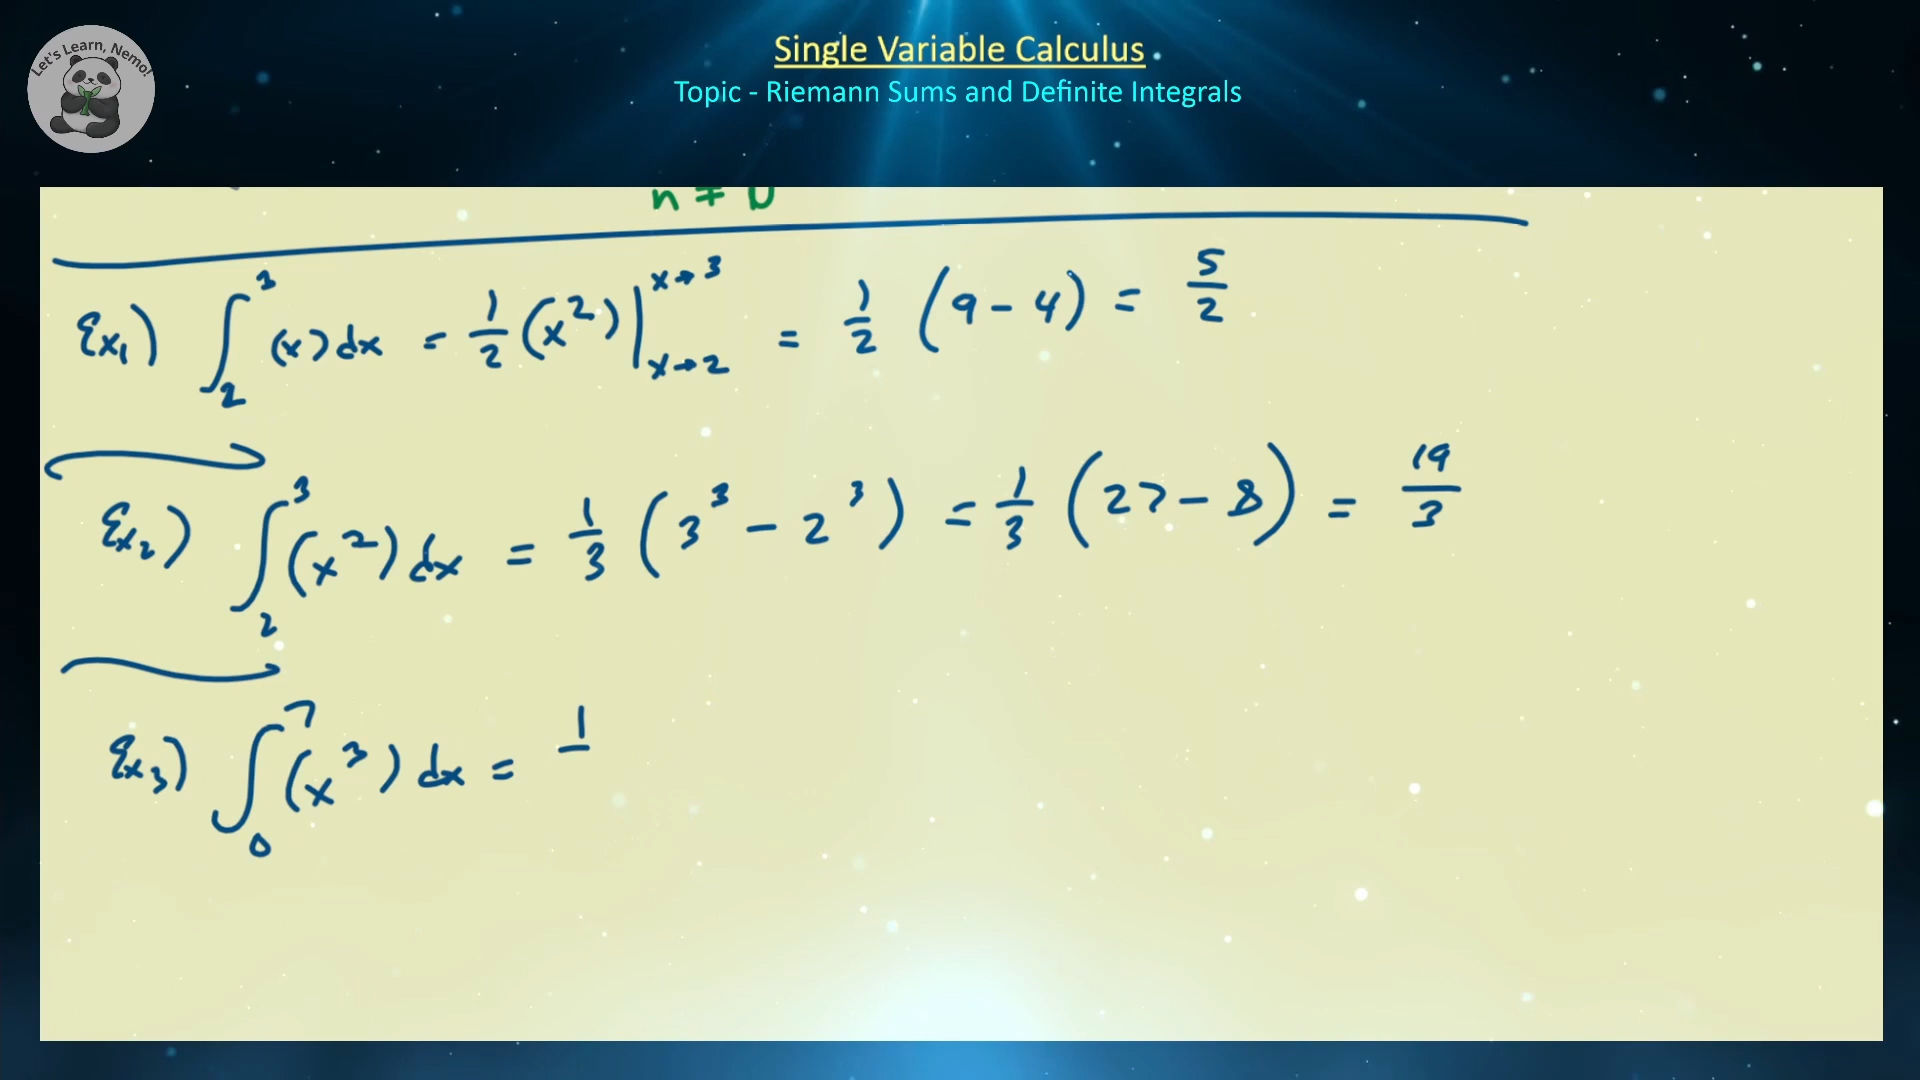 Let's Learn, Nemo!
Single Variable Calculus
Topic - Riemann Sums and Definite Integrals
n ≠ 0
Ex₁) ∫₂³ (x) dx = 1/2 (x²) |ₓ→₂ˣ→³ = 1/2 (9 - 4) = 5/2
Ex₂) ∫₂³ (x²) dx = 1/3 (3³ - 2³) = 1/3 (27 - 8) = 19/3
Ex₃) ∫₀⁷ (x³) dx = 1/